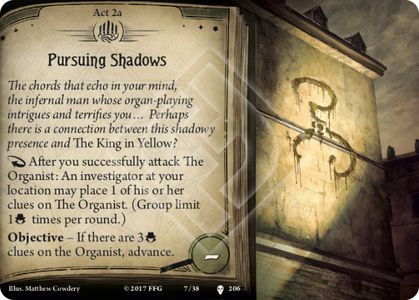 Act 2a
Pursuing Shadows
The chords that echo in your mind,
the infernal man whose organ-playing
intrigues and terrifies you… Perhaps
there is a connection between this shadowy
presence and The King in Yellow?
After you successfully attack The
Organist: An investigator at your
location may place 1 of his or her
clues on The Organist. (Group limit
1 times per round.)
Objective – If there are 3
clues on the Organist, advance.
-
Illus. Matthew Cowdery
© 2017 FFG
7/38
206